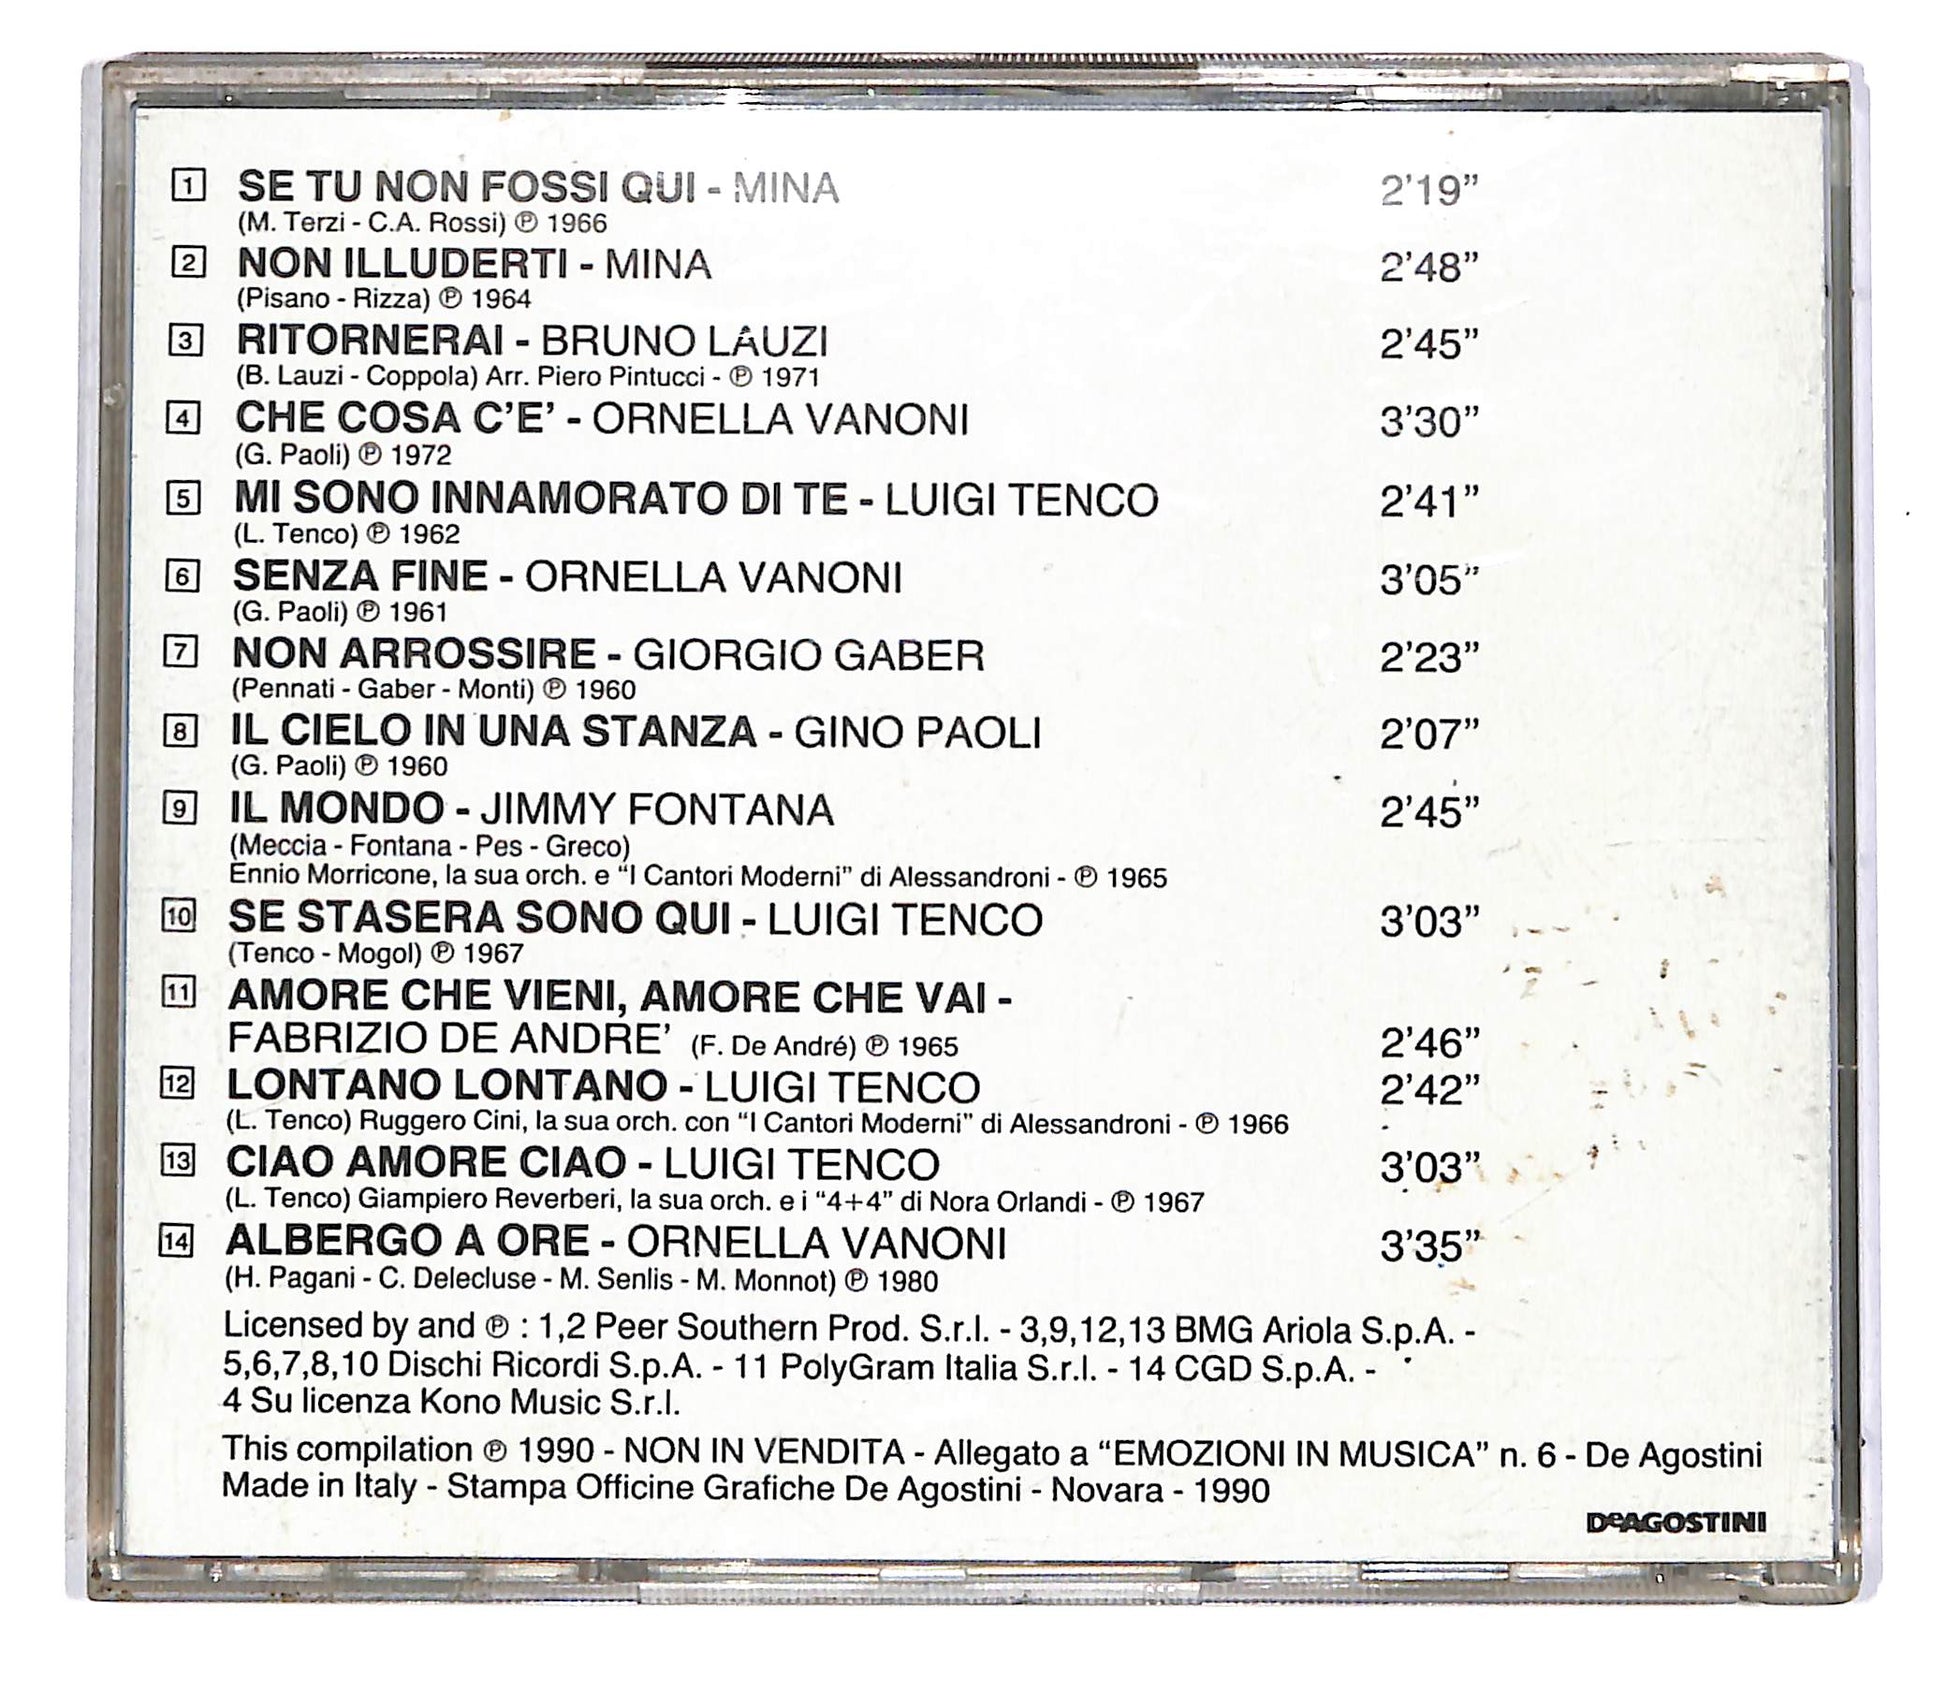 1 SE TU NON FOSSI QUI - MINA 2'19”
(M. Terzi - C.A. Rossi) ℗ 1966
2 NON ILLUDERTI - MINA 2'48”
(Pisano - Rizza) ℗ 1964
3 RITORNERAI - BRUNO LAUZI 2'45”
(B. Lauzi - Coppola) Arr. Piero Pintucci - ℗ 1971
4 CHE COSA C'E' - ORNELLA VANONI 3'30”
(G. Paoli) ℗ 1972
5 MI SONO INNAMORATO DI TE - LUIGI TENCO 2'41”
(L. Tenco) ℗ 1962
6 SENZA FINE - ORNELLA VANONI 3'05”
(G. Paoli) ℗ 1961
7 NON ARROSSIRE - GIORGIO GABER 2'23”
(Pennati - Gaber - Monti) ℗ 1960
8 IL CIELO IN UNA STANZA - GINO PAOLI 2'07”
(G. Paoli) ℗ 1960
9 IL MONDO - JIMMY FONTANA 2'45”
(Meccia - Fontana - Pes - Greco)
Ennio Morricone, la sua orch. e “I Cantori Moderni” di Alessandroni - ℗ 1965
10 SE STASERA SONO QUI - LUIGI TENCO 3'03”
(Tenco - Mogol) ℗ 1967
11 AMORE CHE VIENI, AMORE CHE VAI -
FABRIZIO DE ANDRE' (F. De André) ℗ 1965 2'46”
12 LONTANO LONTANO - LUIGI TENCO 2'42”
(L. Tenco) Ruggero Cini, la sua orch. con “I Cantori Moderni” di Alessandroni - ℗ 1966
13 CIAO AMORE CIAO - LUIGI TENCO 3'03”
(L. Tenco) Giampiero Reverberi, la sua orch. e i “4+4” di Nora Orlandi - ℗ 1967
14 ALBERGO A ORE - ORNELLA VANONI 3'35”
(H. Pagani - C. Delecluse - M. Senlis - M. Monnot) ℗ 1980
Licensed by and ℗ : 1,2 Peer Southern Prod. S.r.l. - 3,9,12,13 BMG Ariola S.p.A. -
5,6,7,8,10 Dischi Ricordi S.p.A. - 11 PolyGram Italia S.r.l. - 14 CGD S.p.A. -
4 Su licenza Kono Music S.r.l.
This compilation ℗ 1990 - NON IN VENDITA - Allegato a “EMOZIONI IN MUSICA” n. 6 - De Agostini
Made in Italy - Stampa Officine Grafiche De Agostini - Novara - 1990
DeAGOSTINI